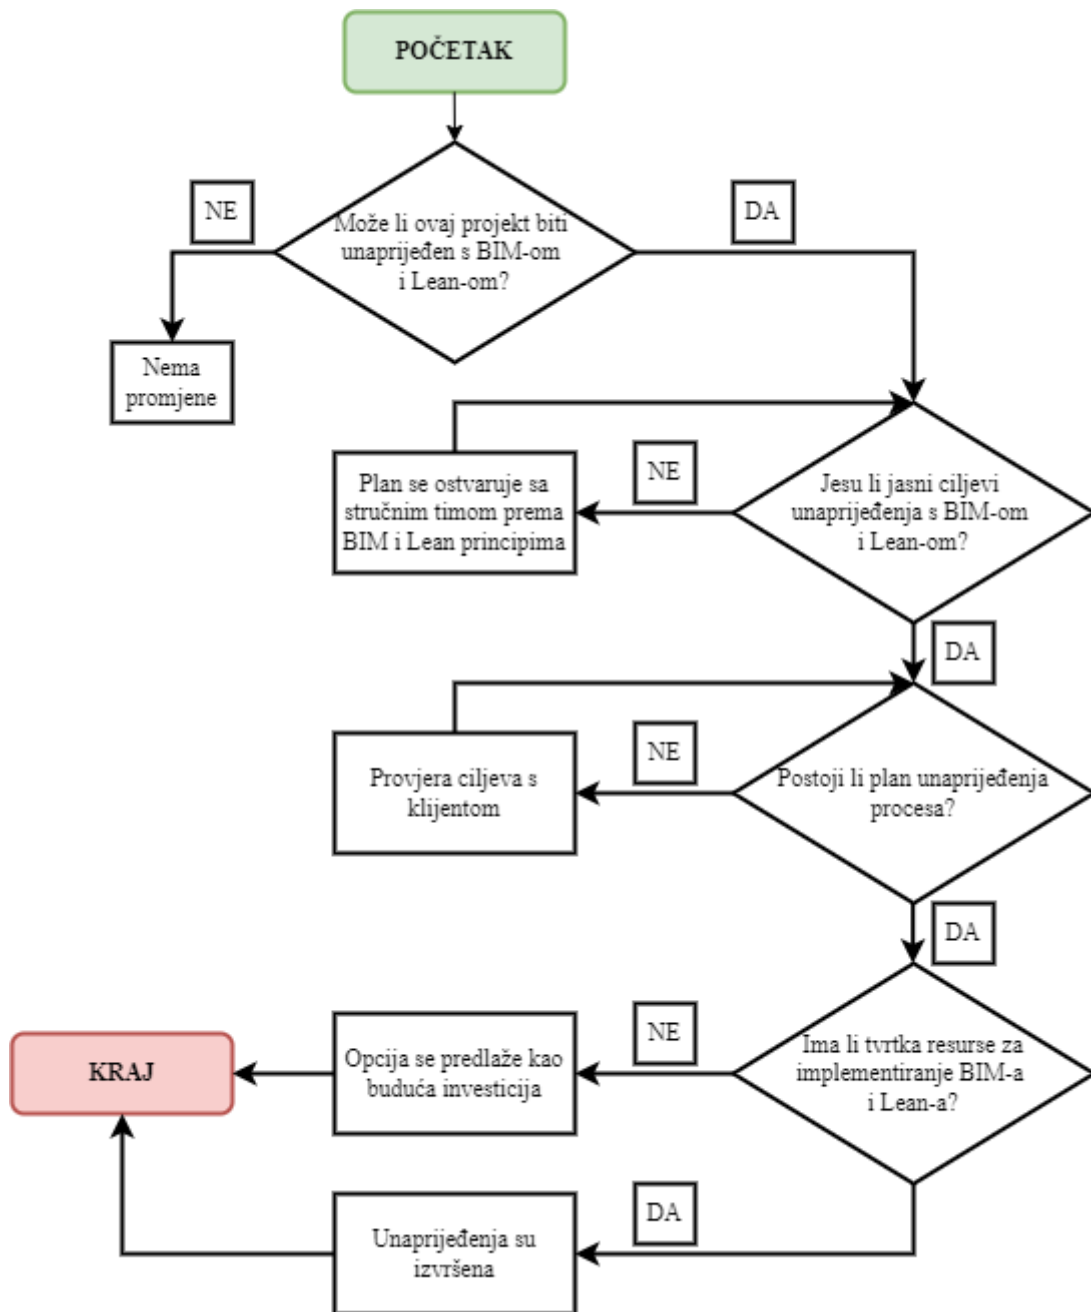 POČETAK
NE
DA
Može li ovaj projekt biti
unaprijeđen s BIM-om
i Lean-om?
Nema
promjene
NE
Plan se ostvaruje sa
stručnim timom prema
BIM i Lean principima
Jesu li jasni ciljevi
unaprijeđenja s BIM-om
i Lean-om?
DA
NE
Provjera ciljeva s
klijentom
Postoji li plan unaprijeđenja
procesa?
DA
NE
Ima li tvrtka resurse za
implementiranje BIM-a
i Lean-a?
KRAJ
Opcija se predlaže kao
buduća investicija
DA
Unaprijeđenja su
izvršena